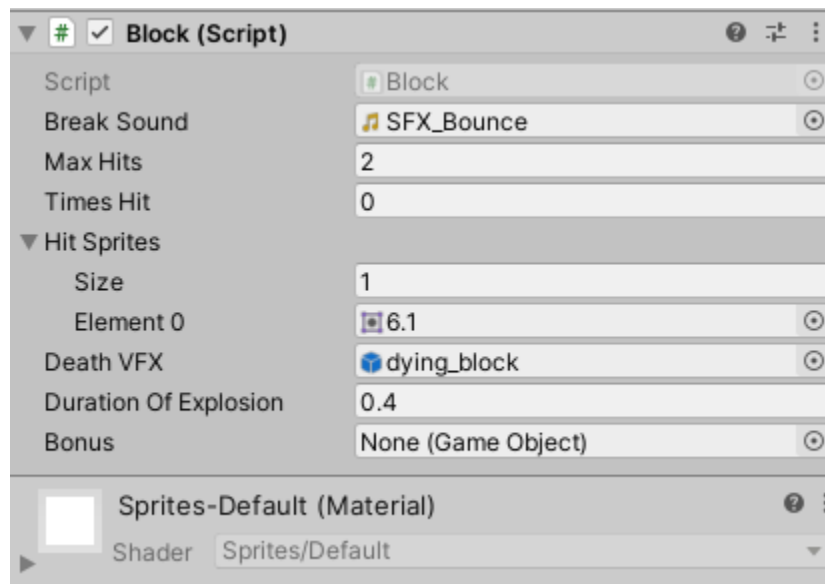 # Block (Script)
Script # Block
Break Sound SFX_Bounce
Max Hits 2
Times Hit 0
Hit Sprites
Size 1
Element 0 6.1
Death VFX dying_block
Duration Of Explosion 0.4
Bonus None (Game Object)
Sprites-Default (Material)
Shader Sprites/Default